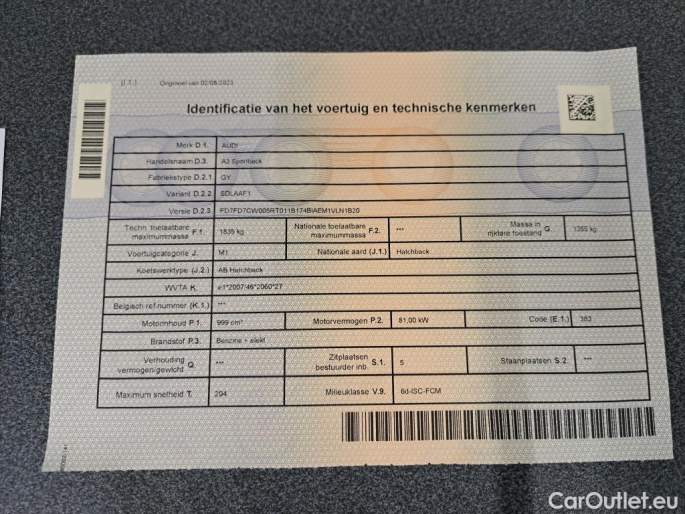 (I.1.) Origineel van 02/06/2023
Identificatie van het voertuig en technische kenmerken
Merk D.1. AUDI
Handelsnaam D.3. A3 Sportback
Fabriekstype D.2.1 GY
Variant D.2.2 SDLAAF1
Versie D.2.3
Techn. toelaatbare maximummassa F.1. 1835 kg Nationale toelaatbare maximummassa F.2. *** Massa in rijklare toestand G. 1355 kg
Voertuigcategorie J. M1 Nationale aard (J.1.) Hatchback
Koetswerktype (J.2.) AB Hatchback
WVTA K. e1*2007/46*2060*27
Belgisch ref.nummer (K.1.) ***
Motorinhoud P.1. 999 cm³ Motorvermogen P.2. 81,00 kW Code (E.1.) 383
Brandstof P.3. Benzine + elekt
Verhouding vermogen/gewicht Q. *** Zitplaatsen bestuurder inb. S.1. 5 Staanplaatsen S.2. ***
Maximum snelheid T. 204 Milieuklasse V.9. 6d-ISC-FCM
CarOutlet.eu